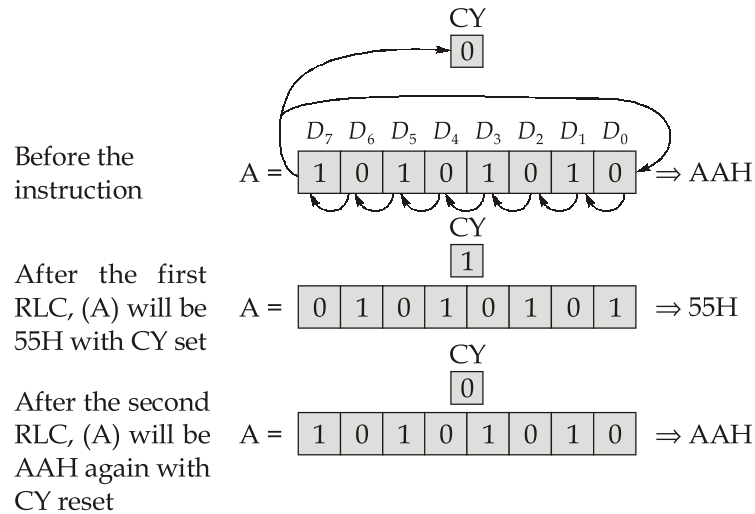 CY
0
D7 D6 D5 D4 D3 D2 D1 D0
Before the
instruction
A = 1 0 1 0 1 0 1 0 ⇒ AAH
CY
1
After the first
RLC, (A) will be
55H with CY set
A = 0 1 0 1 0 1 0 1 ⇒ 55H
CY
0
After the second
RLC, (A) will be
AAH again with
CY reset
A = 1 0 1 0 1 0 1 0 ⇒ AAH